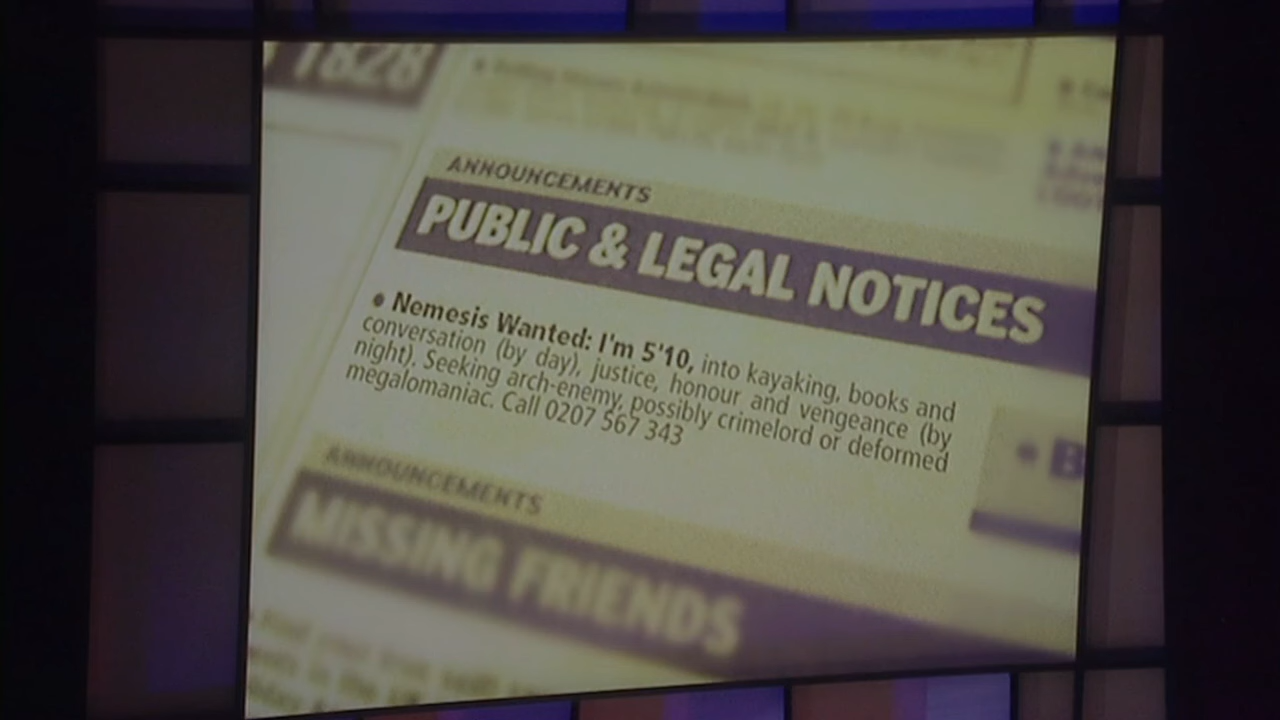 1828
ANNOUNCEMENTS
PUBLIC & LEGAL NOTICES
• Nemesis Wanted: I'm 5'10, into kayaking, books and
conversation (by day), justice, honour and vengeance (by
night). Seeking arch-enemy, possibly crimelord or deformed
megalomaniac. Call 0207 567 343
• B
ANNOUNCEMENTS
MISSING FRIENDS